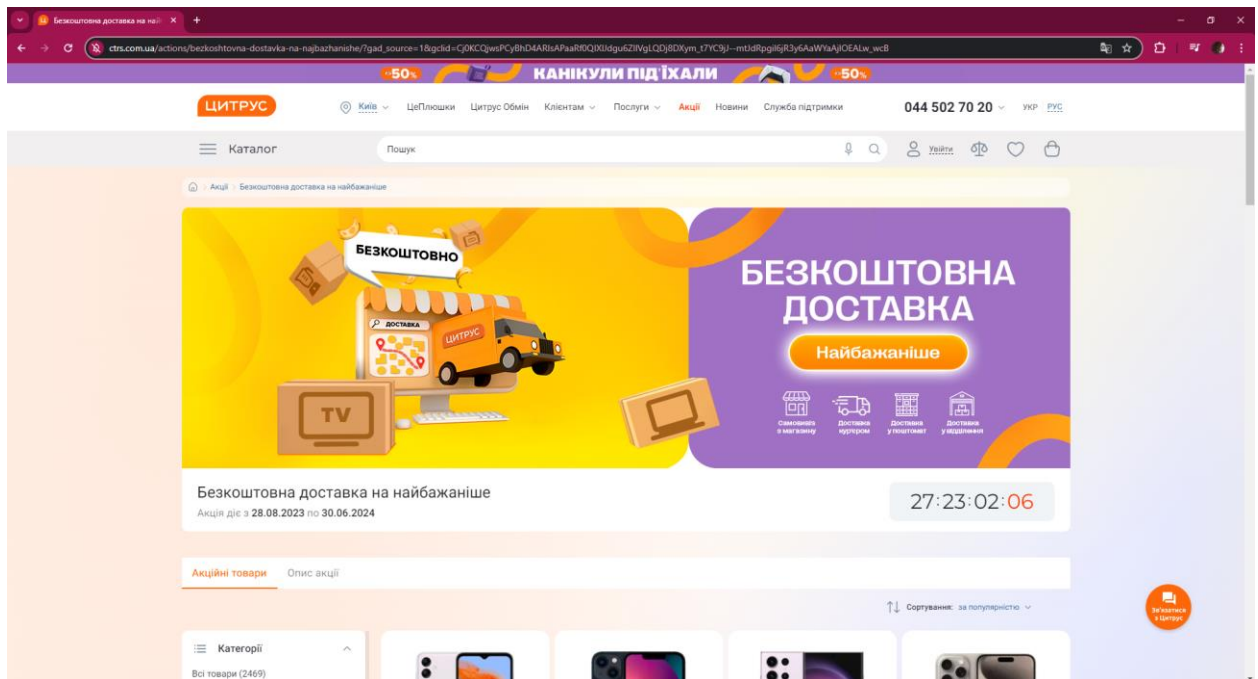 Безкоштовна доставка на най
ctrs.com.ua/actions/bezkoshtovna-dostavka-na-najbazhanishe/?gad_source=1&gclid=
-50% КАНІКУЛИ ПІД'ЇХАЛИ -50%
ЦИТРУС Київ ЦеПлюшки Цитрус Обмін Клієнтам Послуги Акції Новини Служба підтримки 044 502 70 20 УКР РУС
Каталог Пошук Увійти
Акції Безкоштовна доставка на найбажаніше
БЕЗКОШТОВНО
ДОСТАВКА
ЦИТРУС
TV
БЕЗКОШТОВНА
ДОСТАВКА
Найбажаніше
Самовивіз з магазину
Доставка кур'єром
Доставка у поштомат
Доставка у відділення
Безкоштовна доставка на найбажаніше
Акція діє з 28.08.2023 по 30.06.2024
27:23:02:06
Акційні товари Опис акції
Сортування: за популярністю
Зв'язатися
з Цитрус
Категорії
Всі товари (2469)